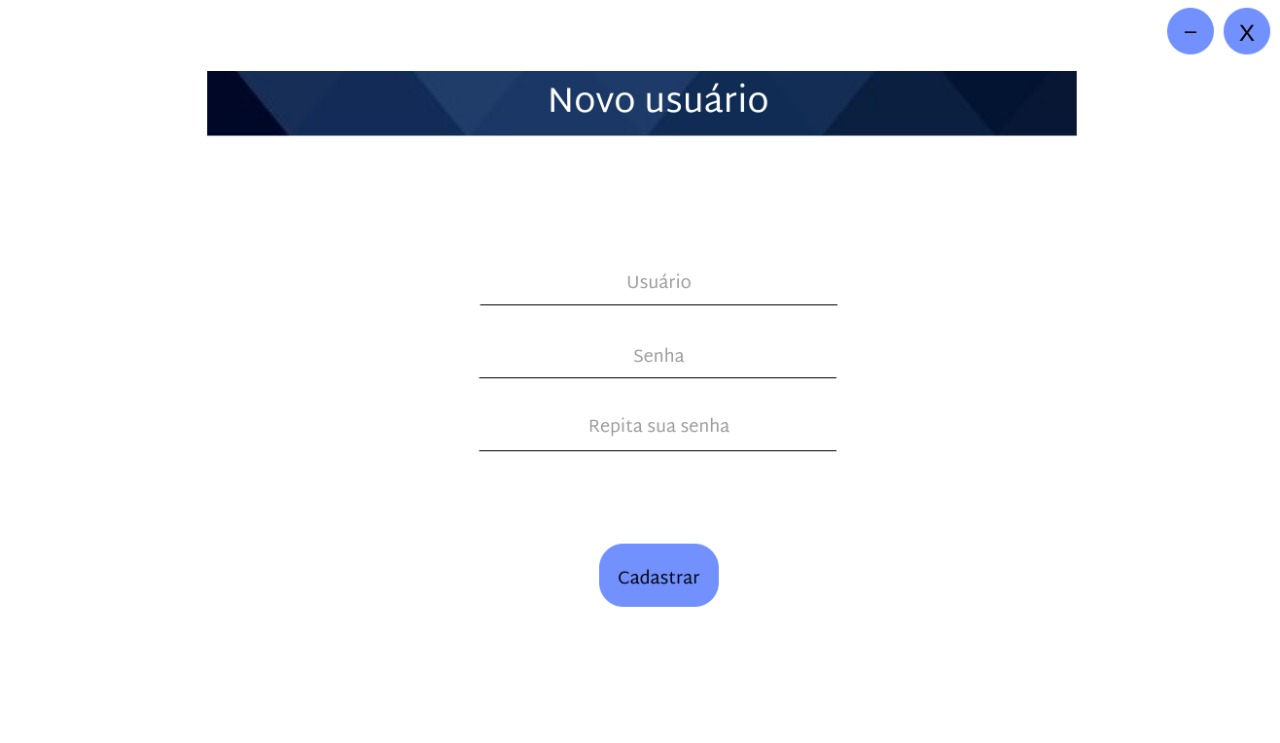 – X
Novo usuário
Usuário
Senha
Repita sua senha
Cadastrar